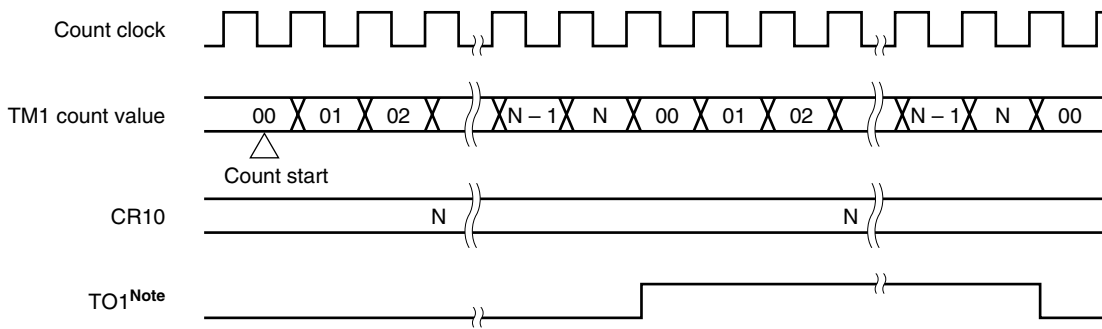 Count clock
TM1 count value 00 01 02 N – 1 N 00 01 02 N – 1 N 00
Count start
CR10 N N
TO1Note